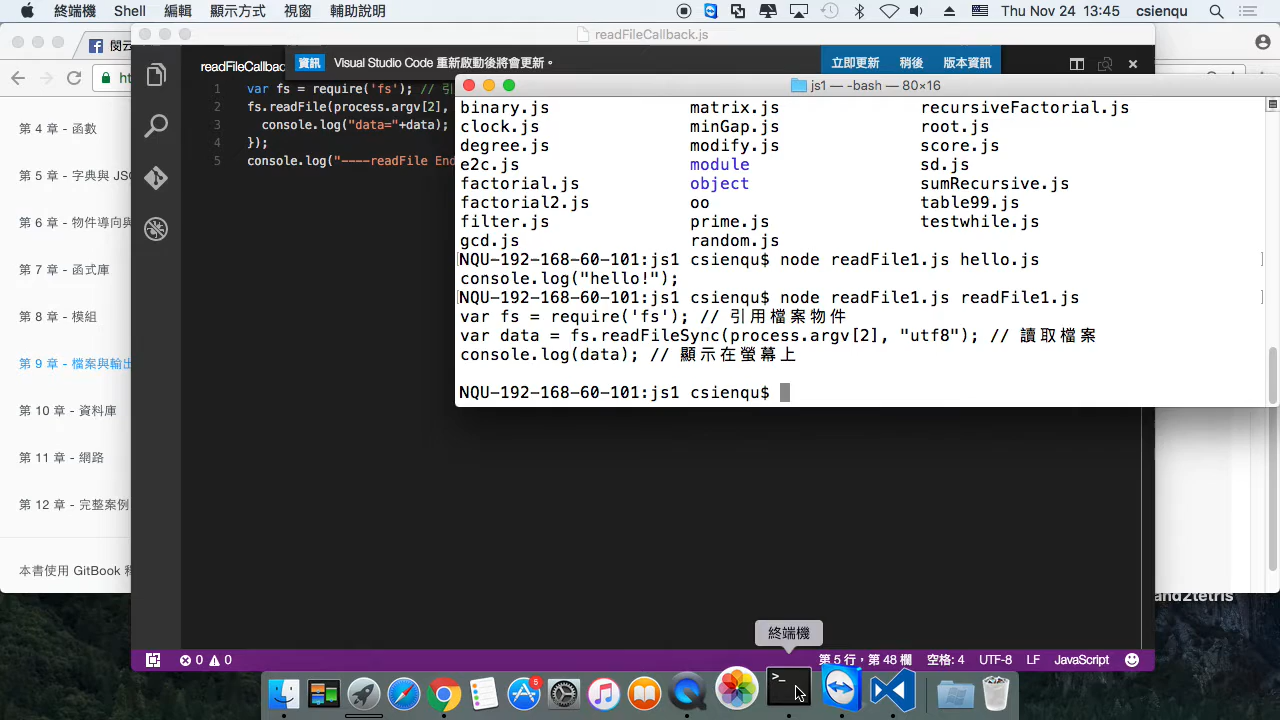 終端機 Shell 編輯 顯示方式 視窗 輔助說明 Thu Nov 24 13:45 csienqu
readFileCallback.js
資訊 Visual Studio Code 重新啟動後將會更新。 立即更新 稍後 版本資訊
readFileCallbac
1 var fs = require('fs'); //
2 fs.readFile(process.argv[2],
3 console.log("data="+data);
4 });
5 console.log("----readFile End
第 4 章 - 函數
第 5 章 - 字典與 JS
第 6 章 - 物件導向與
第 7 章 - 函式庫
第 8 章 - 模組
第 9 章 - 檔案與輸出
第 10 章 - 資料庫
第 11 章 - 網路
第 12 章 - 完整案例
本書使用 GitBook 釋
js1 — -bash — 80×16
binary.js matrix.js recursiveFactorial.js
clock.js minGap.js root.js
degree.js modify.js score.js
e2c.js module sd.js
factorial.js object sumRecursive.js
factorial2.js oo table99.js
filter.js prime.js testwhile.js
gcd.js random.js
[NQU-192-168-60-101:js1 csienqu$ node readFile1.js hello.js ]
console.log("hello!");
[NQU-192-168-60-101:js1 csienqu$ node readFile1.js readFile1.js ]
var fs = require('fs'); // 引用檔案物件
var data = fs.readFileSync(process.argv[2], "utf8"); // 讀取檔案
console.log(data); // 顯示在螢幕上
NQU-192-168-60-101:js1 csienqu$
and2tetris
終端機
0 0 第 5 行，第 48 欄 空格: 4 UTF-8 LF JavaScript
5